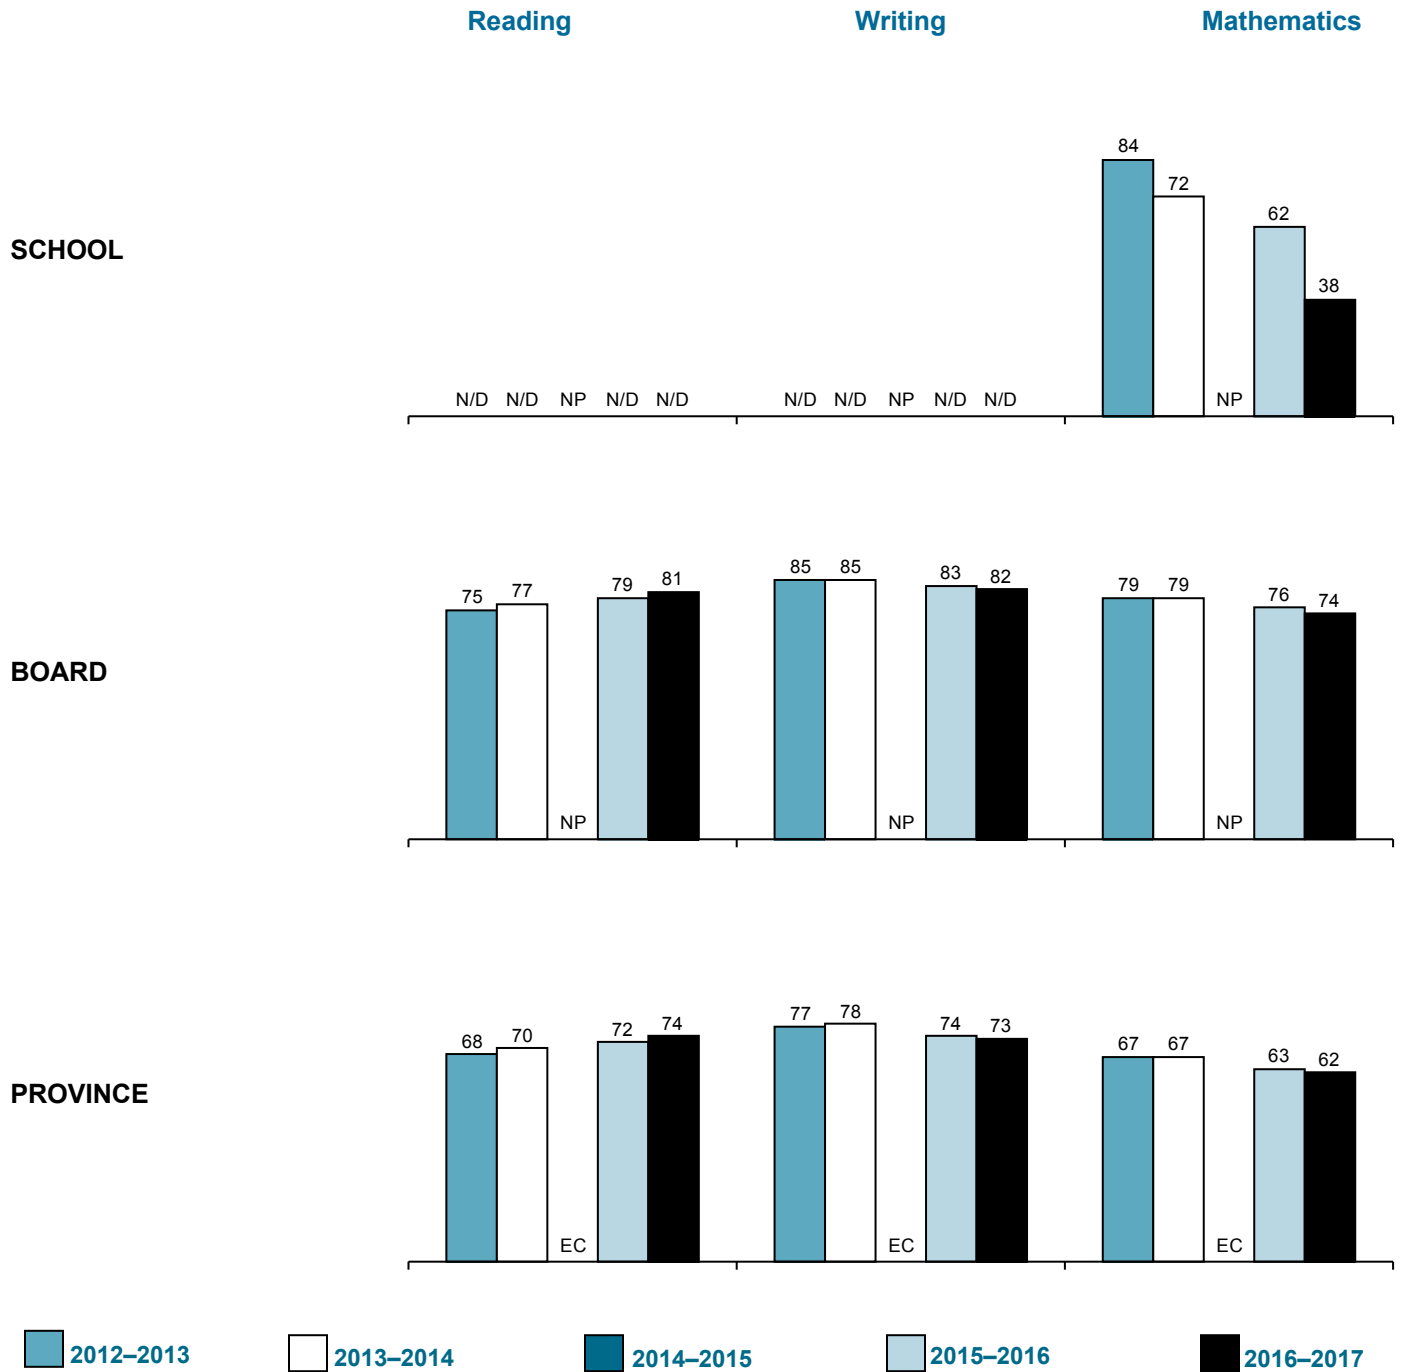 Reading Writing Mathematics
84
72
62
38
SCHOOL
N/D N/D NP N/D N/D N/D N/D NP N/D N/D NP
75 77 79 81 85 85 83 82 79 79 76 74
BOARD
NP NP NP
68 70 72 74 77 78 74 73 67 67 63 62
PROVINCE
EC EC EC
2012–2013 2013–2014 2014–2015 2015–2016 2016–2017